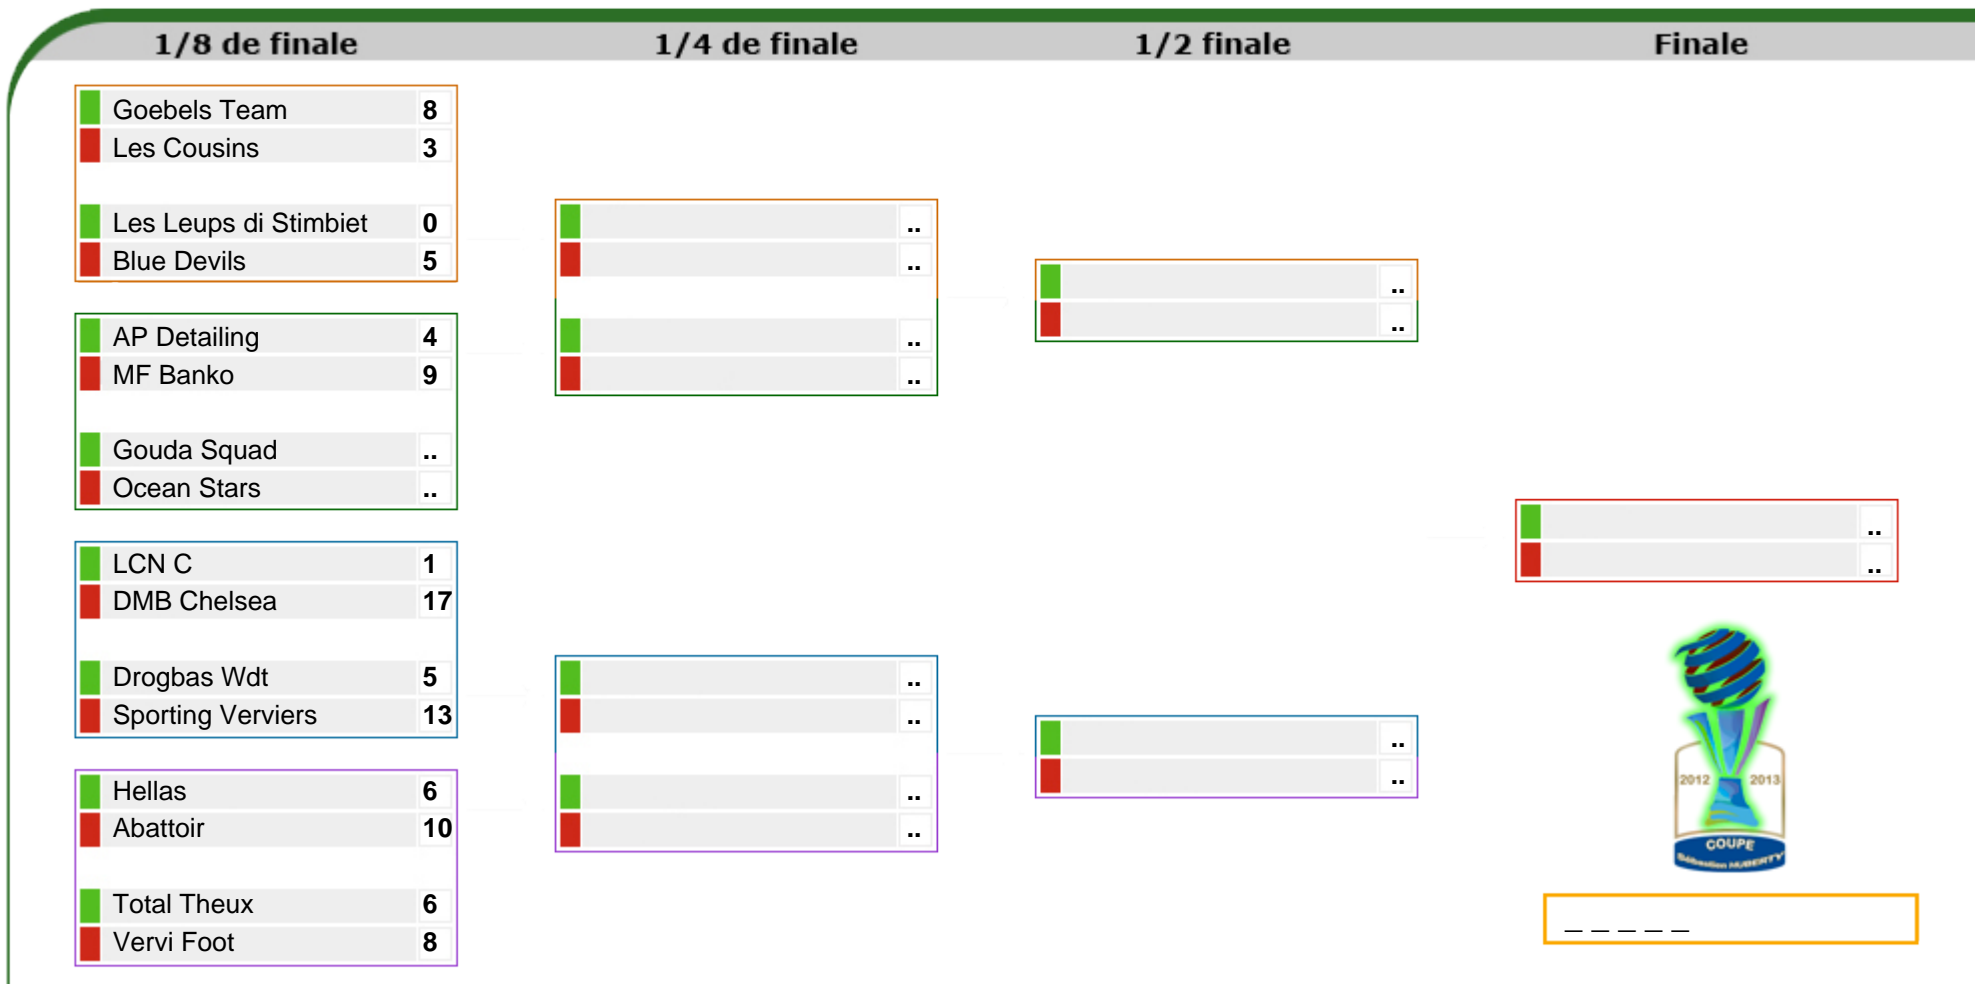 1/8 de finale 1/4 de finale 1/2 finale Finale
Goebels Team 8
Les Cousins 3
Les Leups di Stimbiet 0
Blue Devils 5
AP Detailing 4
MF Banko 9
Gouda Squad ..
Ocean Stars ..
LCN C 1
DMB Chelsea 17
Drogbas Wdt 5
Sporting Verviers 13
Hellas 6
Abattoir 10
Total Theux 6
Vervi Foot 8
..
..
..
..
..
..
..
..
..
..
..
..
..
..
2012 2013
COUPE
Sébastien HUBERTY
_ _ _ _ _